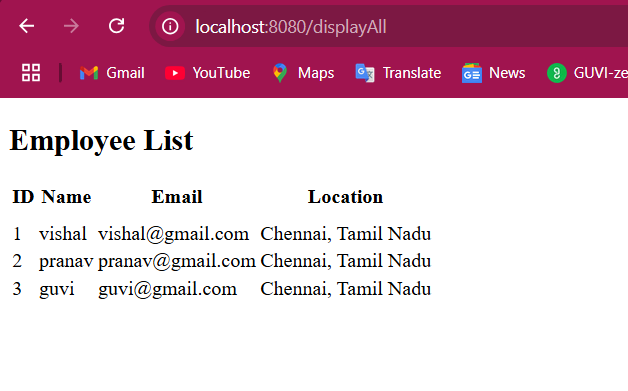 localhost:8080/displayAll
Gmail YouTube Maps Translate News GUVI-ze
Employee List
ID Name Email Location
1 vishal vishal@gmail.com Chennai, Tamil Nadu
2 pranav pranav@gmail.com Chennai, Tamil Nadu
3 guvi guvi@gmail.com Chennai, Tamil Nadu